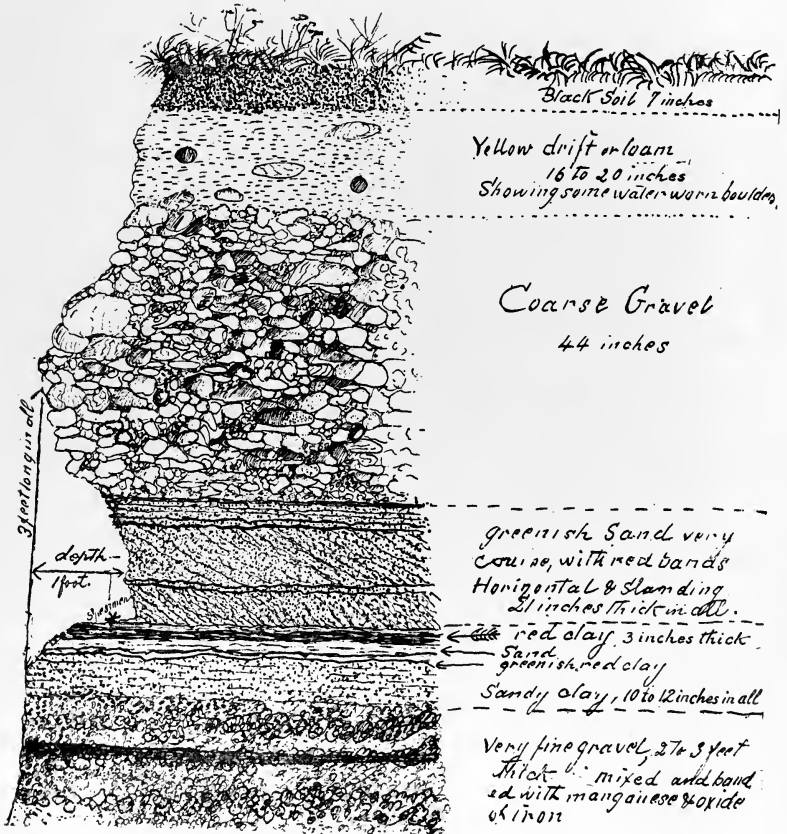 Black Soil 7 inches
Yellow drift or loam
16 to 20 inches
Showing some water worn boulders.
Coarse Gravel
44 inches
3 feet long in all
depth
1 foot.
specimen
greenish Sand very
course, with red bands
Horizontal & Slanding
21 inches thick in all.
red clay 3 inches thick
Sand
greenish red clay
Sandy clay, 10 to 12 inches in all
Very fine gravel, 2 to 3 feet
thick mixed and band
ed with manganese & oxide
of iron